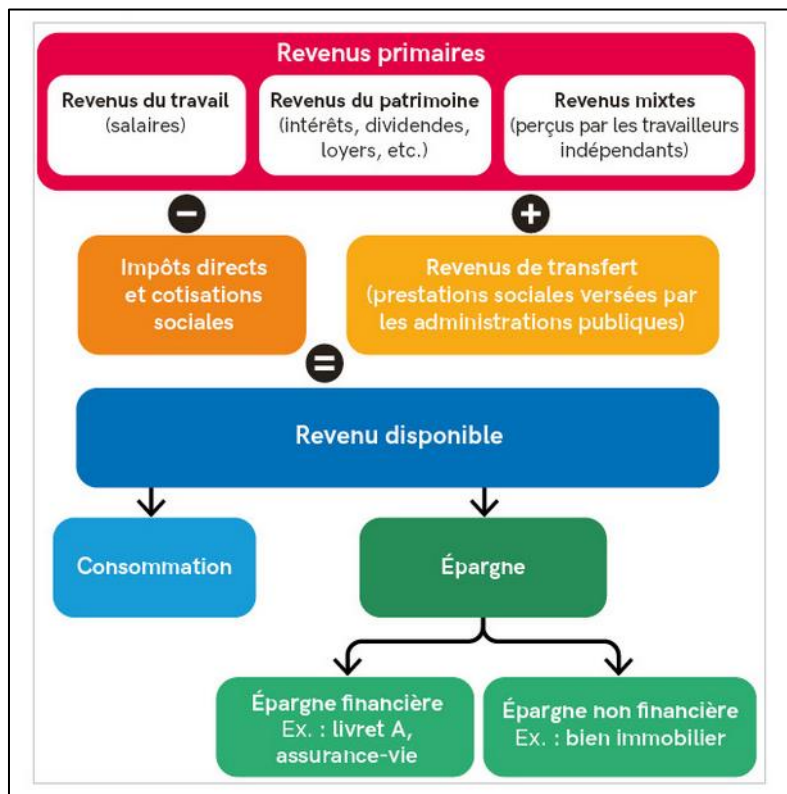 Revenus primaires
Revenus du travail
(salaires)
Revenus du patrimoine
(intérêts, dividendes,
loyers, etc.)
Revenus mixtes
(perçus par les travailleurs
indépendants)
−
+
Impôts directs
et cotisations
sociales
Revenus de transfert
(prestations sociales versées par
les administrations publiques)
=
Revenu disponible
Consommation
Épargne
Épargne financière
Ex. : livret A,
assurance-vie
Épargne non financière
Ex. : bien immobilier